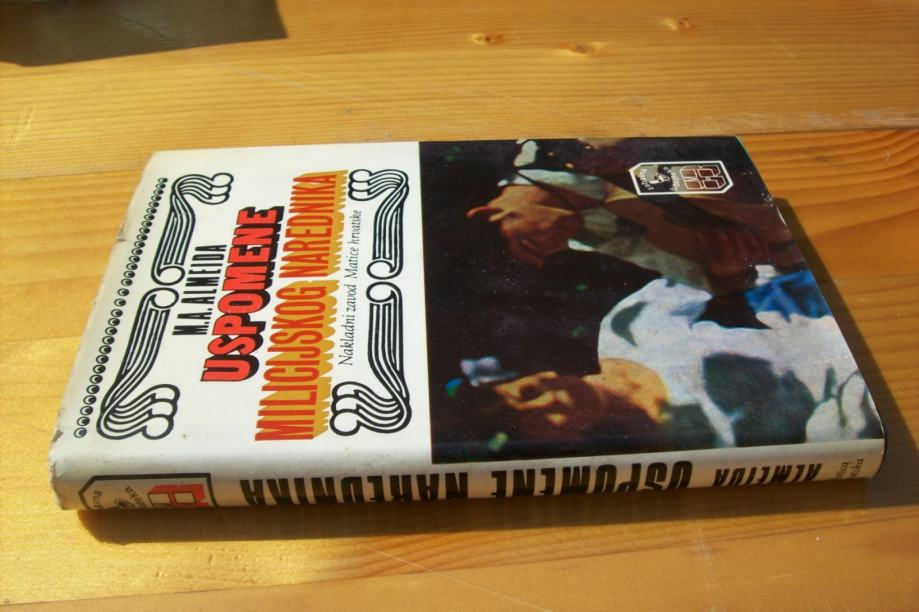 M.A. ALMEIDA
USPOMENE
MILICIJSKOG NAREDNIKA
Nakladni zavod Matice hrvatske
ALMEIDA USPOMENE NAREDNIKA